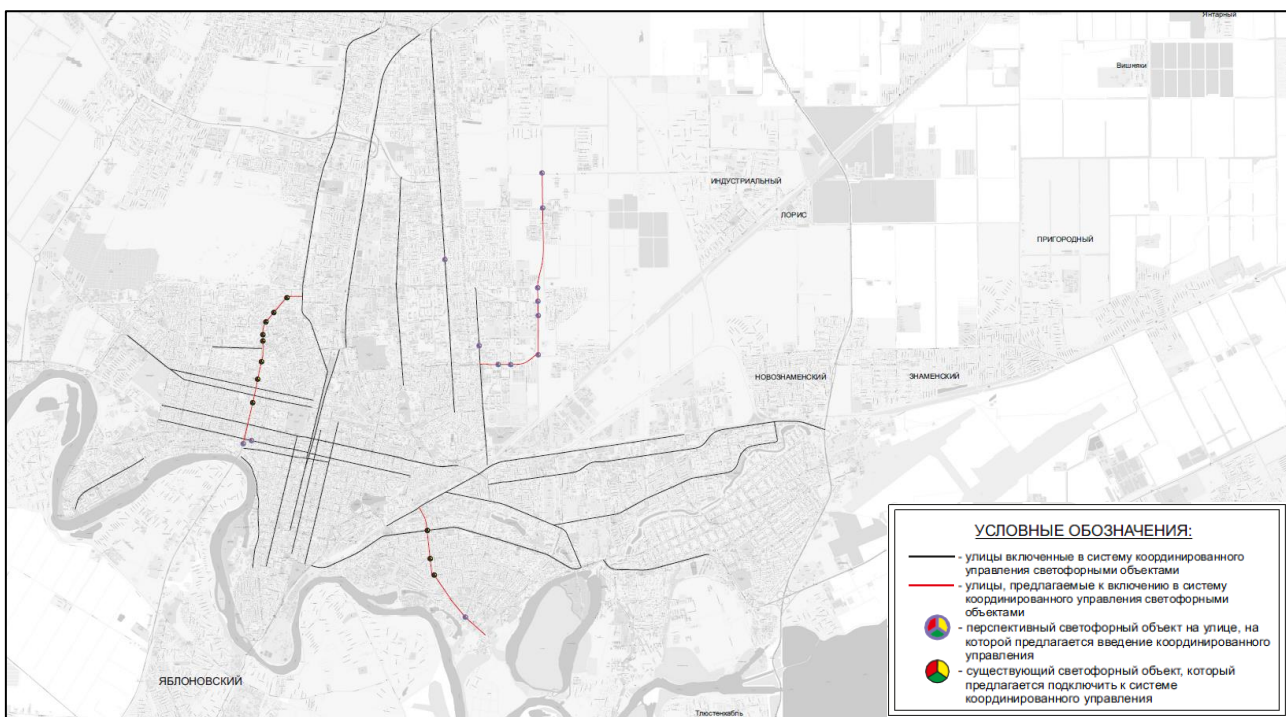 Янтарный
Вишняки
ИНДУСТРИАЛЬНЫЙ
ЛОРИС
ПРИГОРОДНЫЙ
НОВОЗНАМЕНСКИЙ
ЗНАМЕНСКИЙ
ЯБЛОНОВСКИЙ
Тлюстенхабль
УСЛОВНЫЕ ОБОЗНАЧЕНИЯ:
- улицы включенные в систему координированного
управления светофорными объектами
- улицы, предлагаемые к включению в систему
координированного управления светофорными
объектами
- перспективный светофорный объект на улице, на
которой предлагается введение координированного
управления
- существующий светофорный объект, который
предлагается подключить к системе
координированного управления